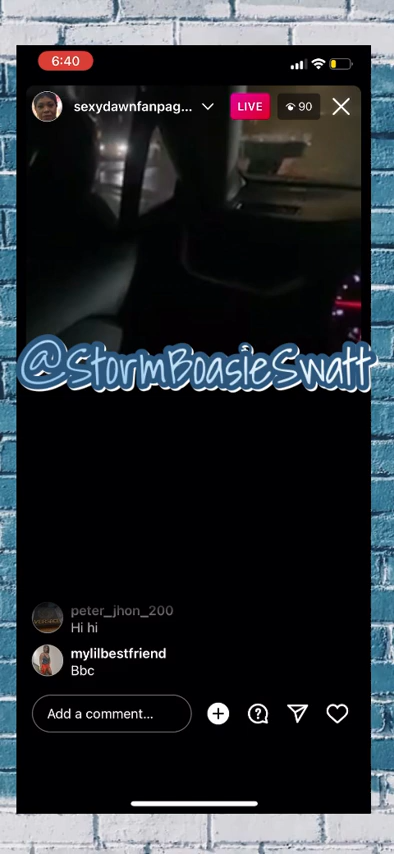 6:40
sexydawnfanpag...
LIVE
90
@StormBoasieSwatt
peter_jhon_200
Hi hi
mylilbestfriend
Bbc
Add a comment...